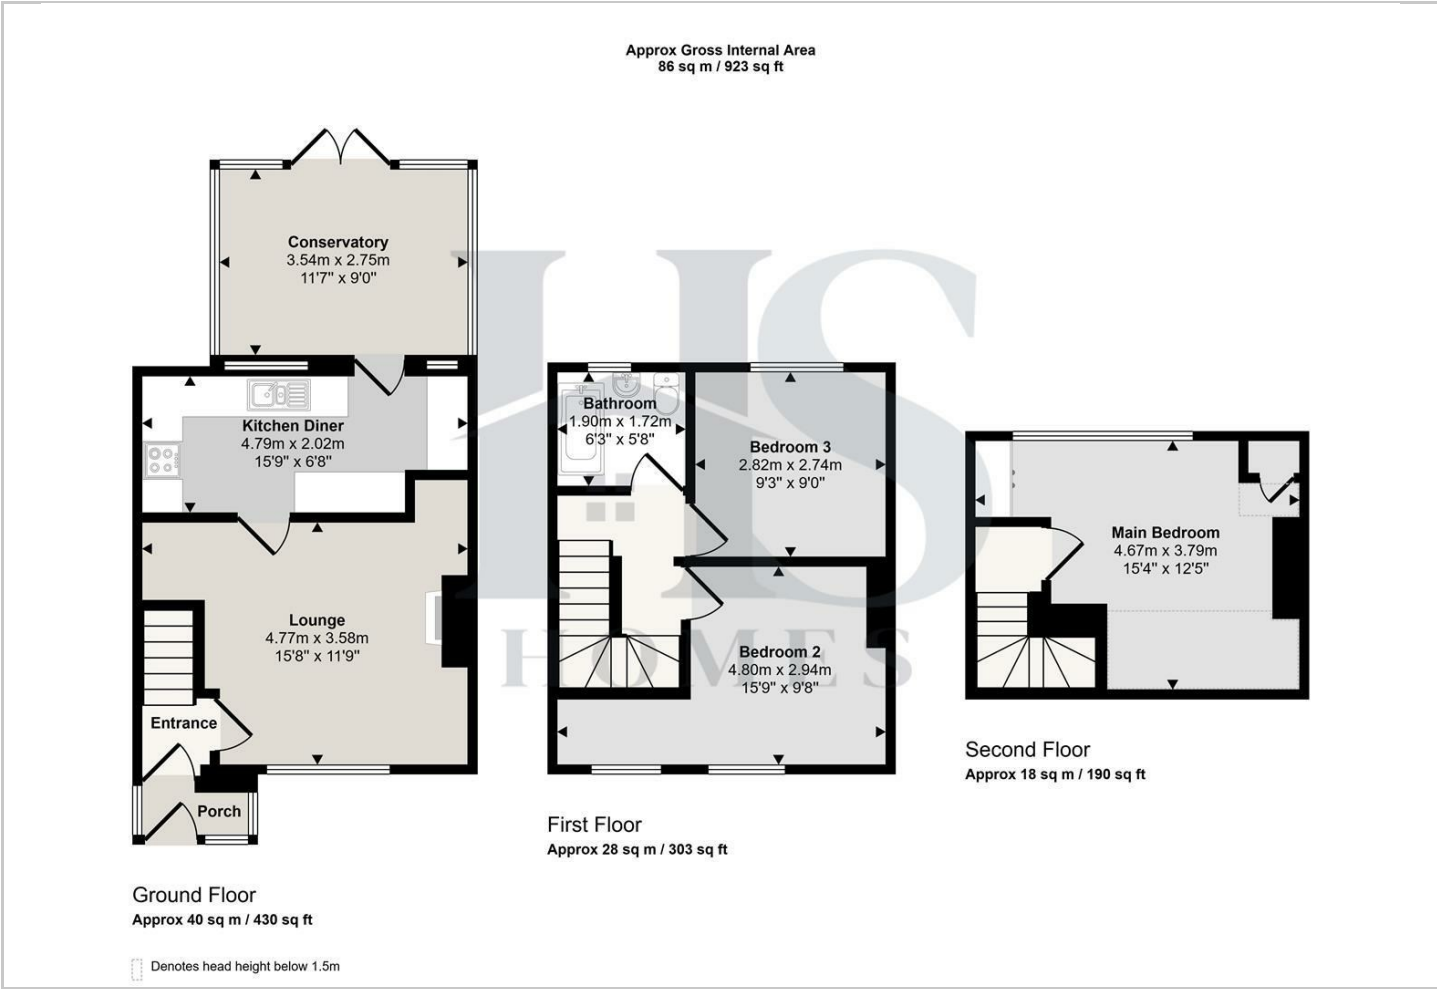 Approx Gross Internal Area
86 sq m / 923 sq ft
Conservatory
3.54m x 2.75m
11'7" x 9'0"
Kitchen Diner
4.79m x 2.02m
15'9" x 6'8"
Lounge
4.77m x 3.58m
15'8" x 11'9"
Entrance
Porch
Ground Floor
Approx 40 sq m / 430 sq ft
Denotes head height below 1.5m
Bathroom
1.90m x 1.72m
6'3" x 5'8"
Bedroom 3
2.82m x 2.74m
9'3" x 9'0"
Bedroom 2
4.80m x 2.94m
15'9" x 9'8"
First Floor
Approx 28 sq m / 303 sq ft
Main Bedroom
4.67m x 3.79m
15'4" x 12'5"
Second Floor
Approx 18 sq m / 190 sq ft
HS
HOMES